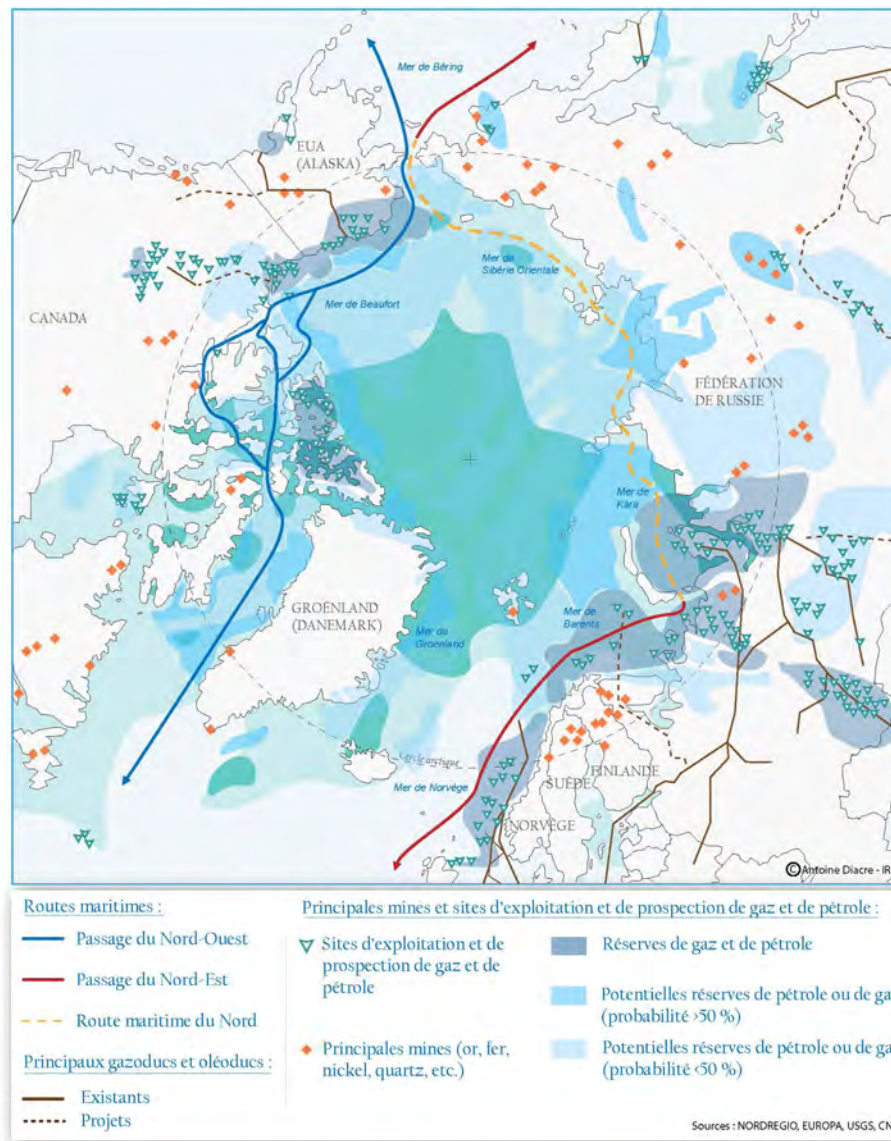 Mer de Béring
EUA
(ALASKA)
Mer de
Sibérie Orientale
Mer de Beaufort
CANADA
FÉDÉRATION
DE RUSSIE
Mer de
Kara
GROENLAND
(DANEMARK)
Mer du
Groenland
Mer de
Barents
Cercle arctique
Mer de Norvège
SUÈDE
FINLANDE
NORVÈGE
© Antoine Diacre - IR
Routes maritimes :
Passage du Nord-Ouest
Passage du Nord-Est
Route maritime du Nord
Principaux gazoducs et oléoducs :
Existants
Projets
Principales mines et sites d'exploitation et de prospection de gaz et de pétrole :
Sites d'exploitation et de
prospection de gaz et de
pétrole
Principales mines (or, fer,
nickel, quartz, etc.)
Réserves de gaz et de pétrole
Potentielles réserves de pétrole ou de ga
(probabilité >50 %)
Potentielles réserves de pétrole ou de ga
(probabilité <50 %)
Sources : NORDREGIO, EUROPA, USGS, CN